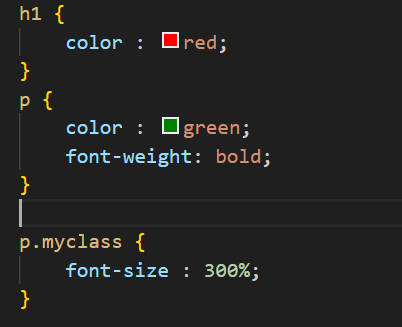 h1 {
    color : red;
}
p {
    color : green;
    font-weight: bold;
}

p.myclass {
    font-size : 300%;
}